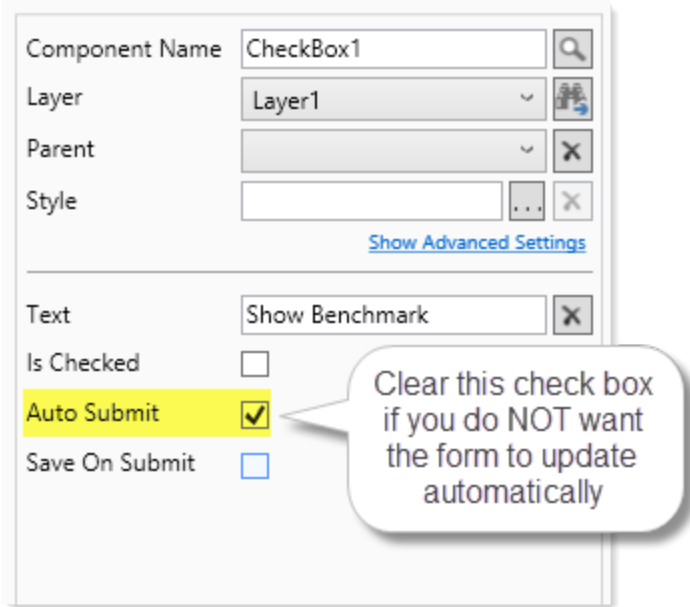 Component Name CheckBox1
Layer Layer1
Parent
Style ...
Show Advanced Settings
Text Show Benchmark
Is Checked
Auto Submit
Save On Submit
Clear this check box
if you do NOT want
the form to update
automatically